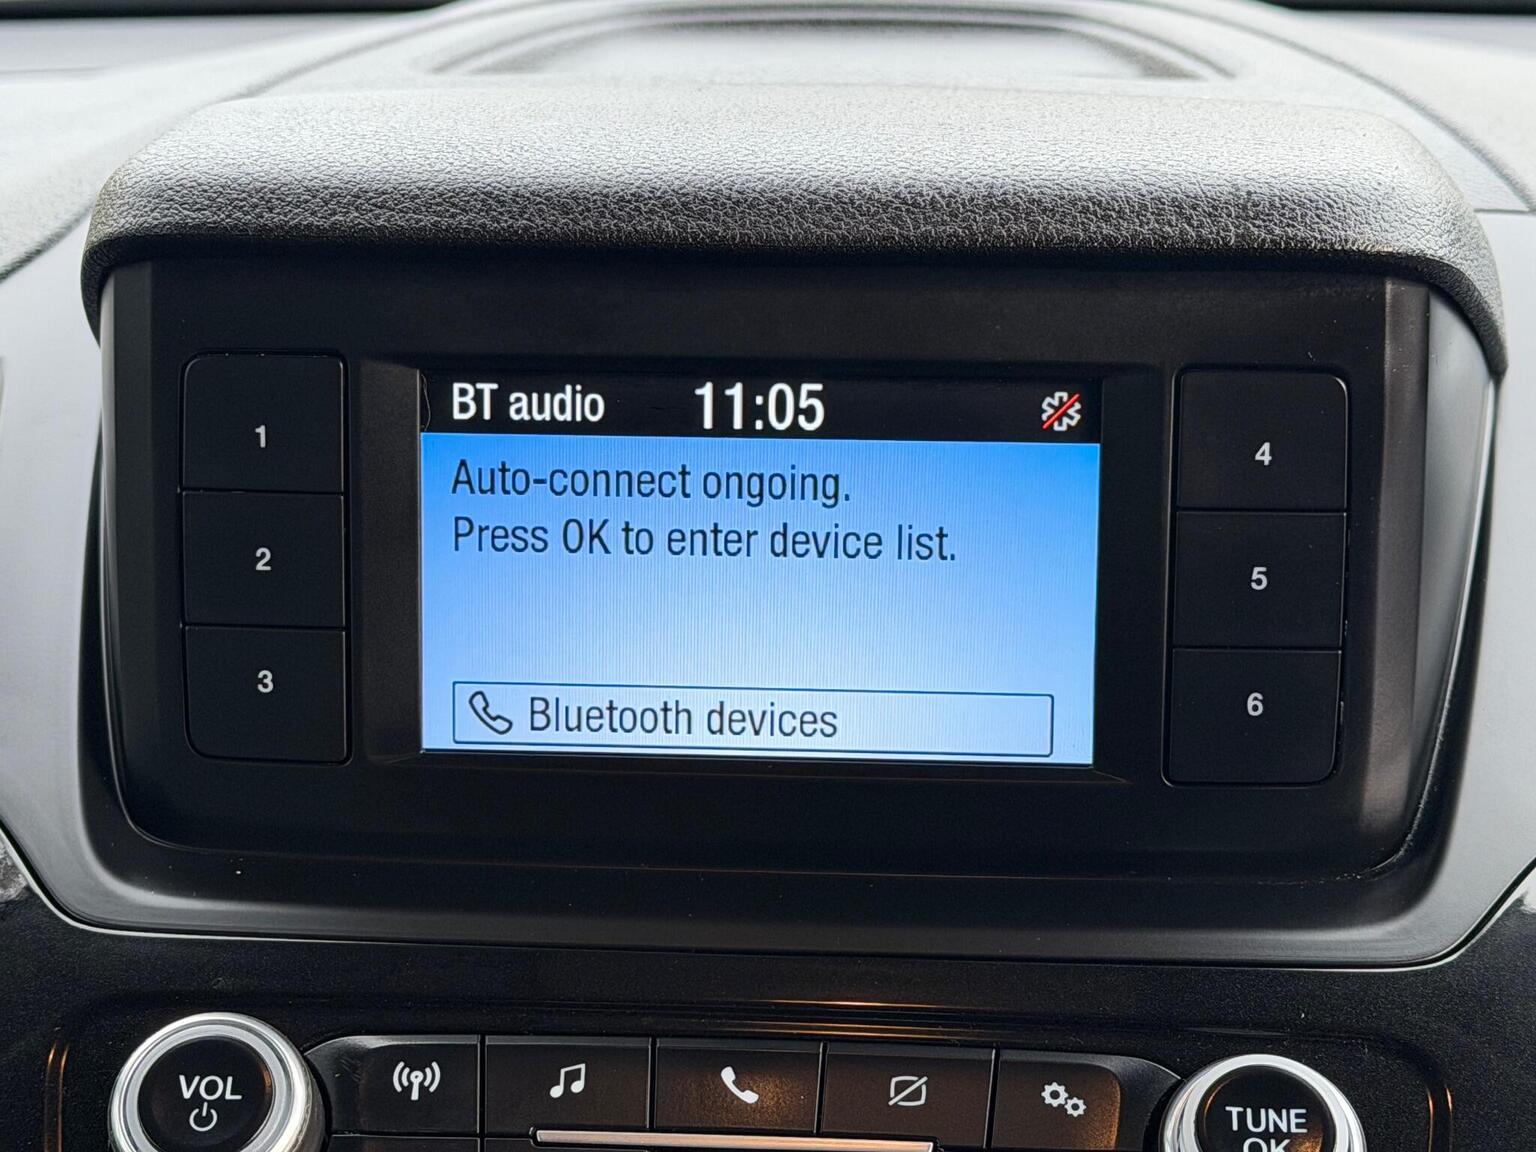 BT audio 11:05
Auto-connect ongoing.
Press OK to enter device list.
Bluetooth devices
1
2
3
4
5
6
VOL
TUNE
OK